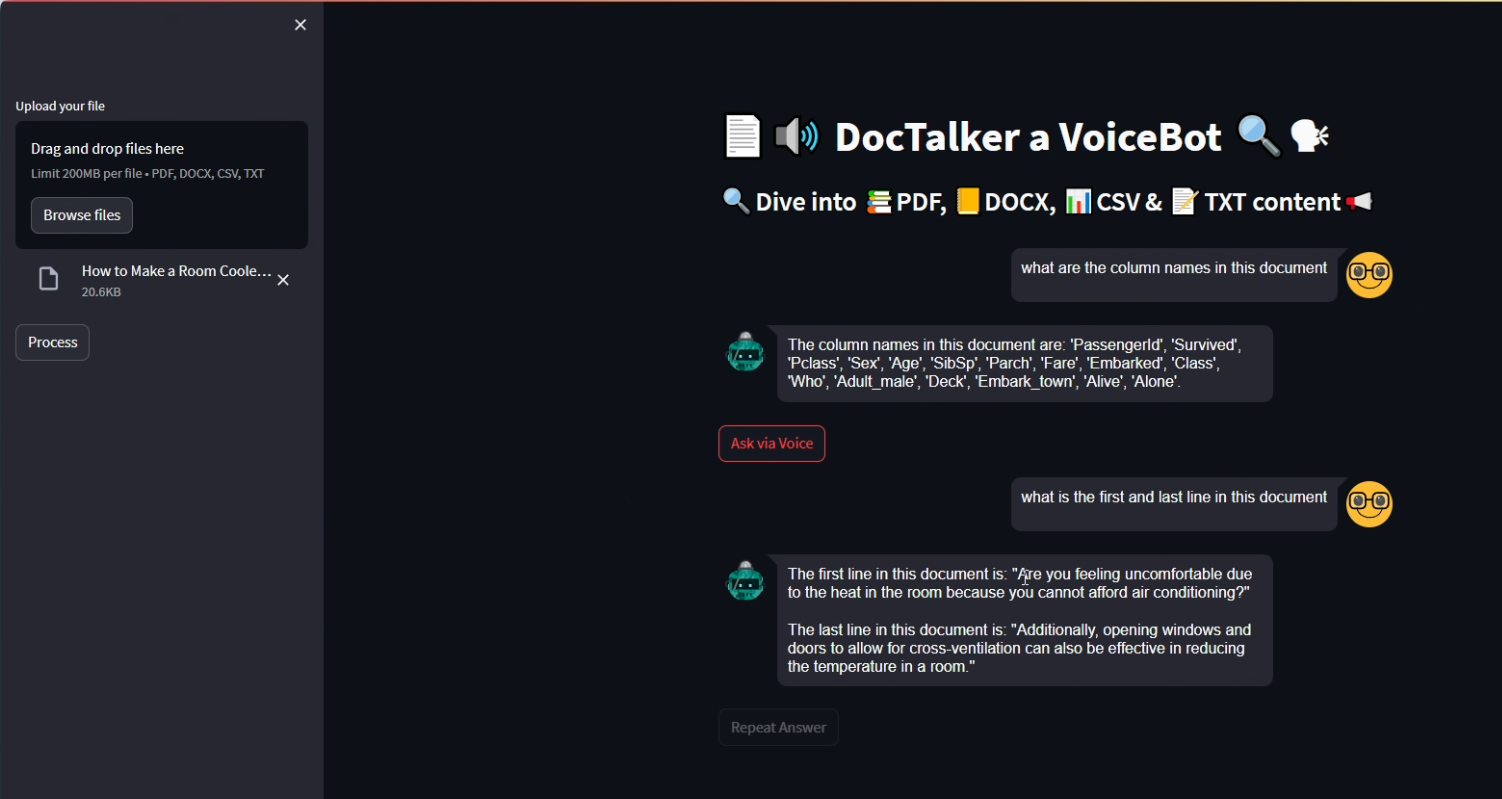 Upload your file
Drag and drop files here
Limit 200MB per file • PDF, DOCX, CSV, TXT
Browse files
How to Make a Room Coole...
20.6KB
Process
DocTalker a VoiceBot
Dive into PDF, DOCX, CSV & TXT content
what are the column names in this document
The column names in this document are: 'PassengerId', 'Survived',
'Pclass', 'Sex', 'Age', 'SibSp', 'Parch', 'Fare', 'Embarked', 'Class',
'Who', 'Adult_male', 'Deck', 'Embark_town', 'Alive', 'Alone'.
Ask via Voice
what is the first and last line in this document
The first line in this document is: "Are you feeling uncomfortable due
to the heat in the room because you cannot afford air conditioning?"
The last line in this document is: "Additionally, opening windows and
doors to allow for cross-ventilation can also be effective in reducing
the temperature in a room."
Repeat Answer